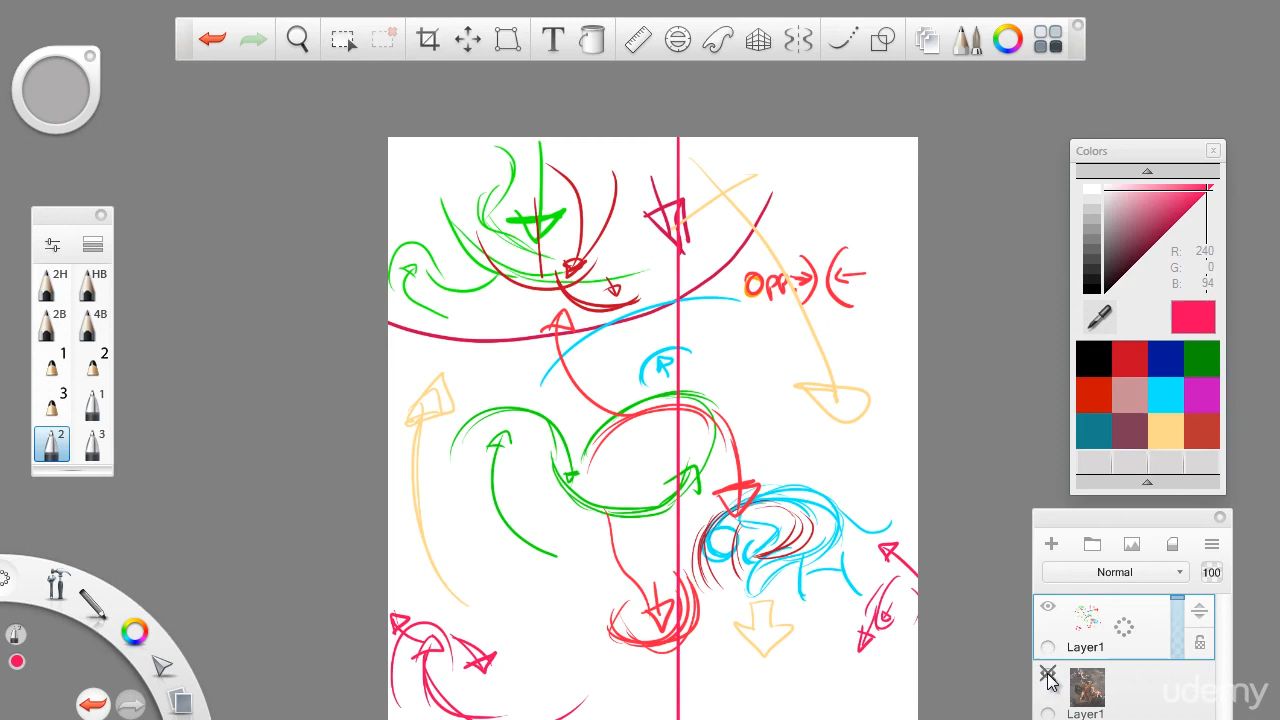 T
Colors
x
R: 240
G: 0
B: 94
2H
HB
2B
4B
1
2
3
1
2
3
Opp
Normal
100
Layer1
Layer1
udemy